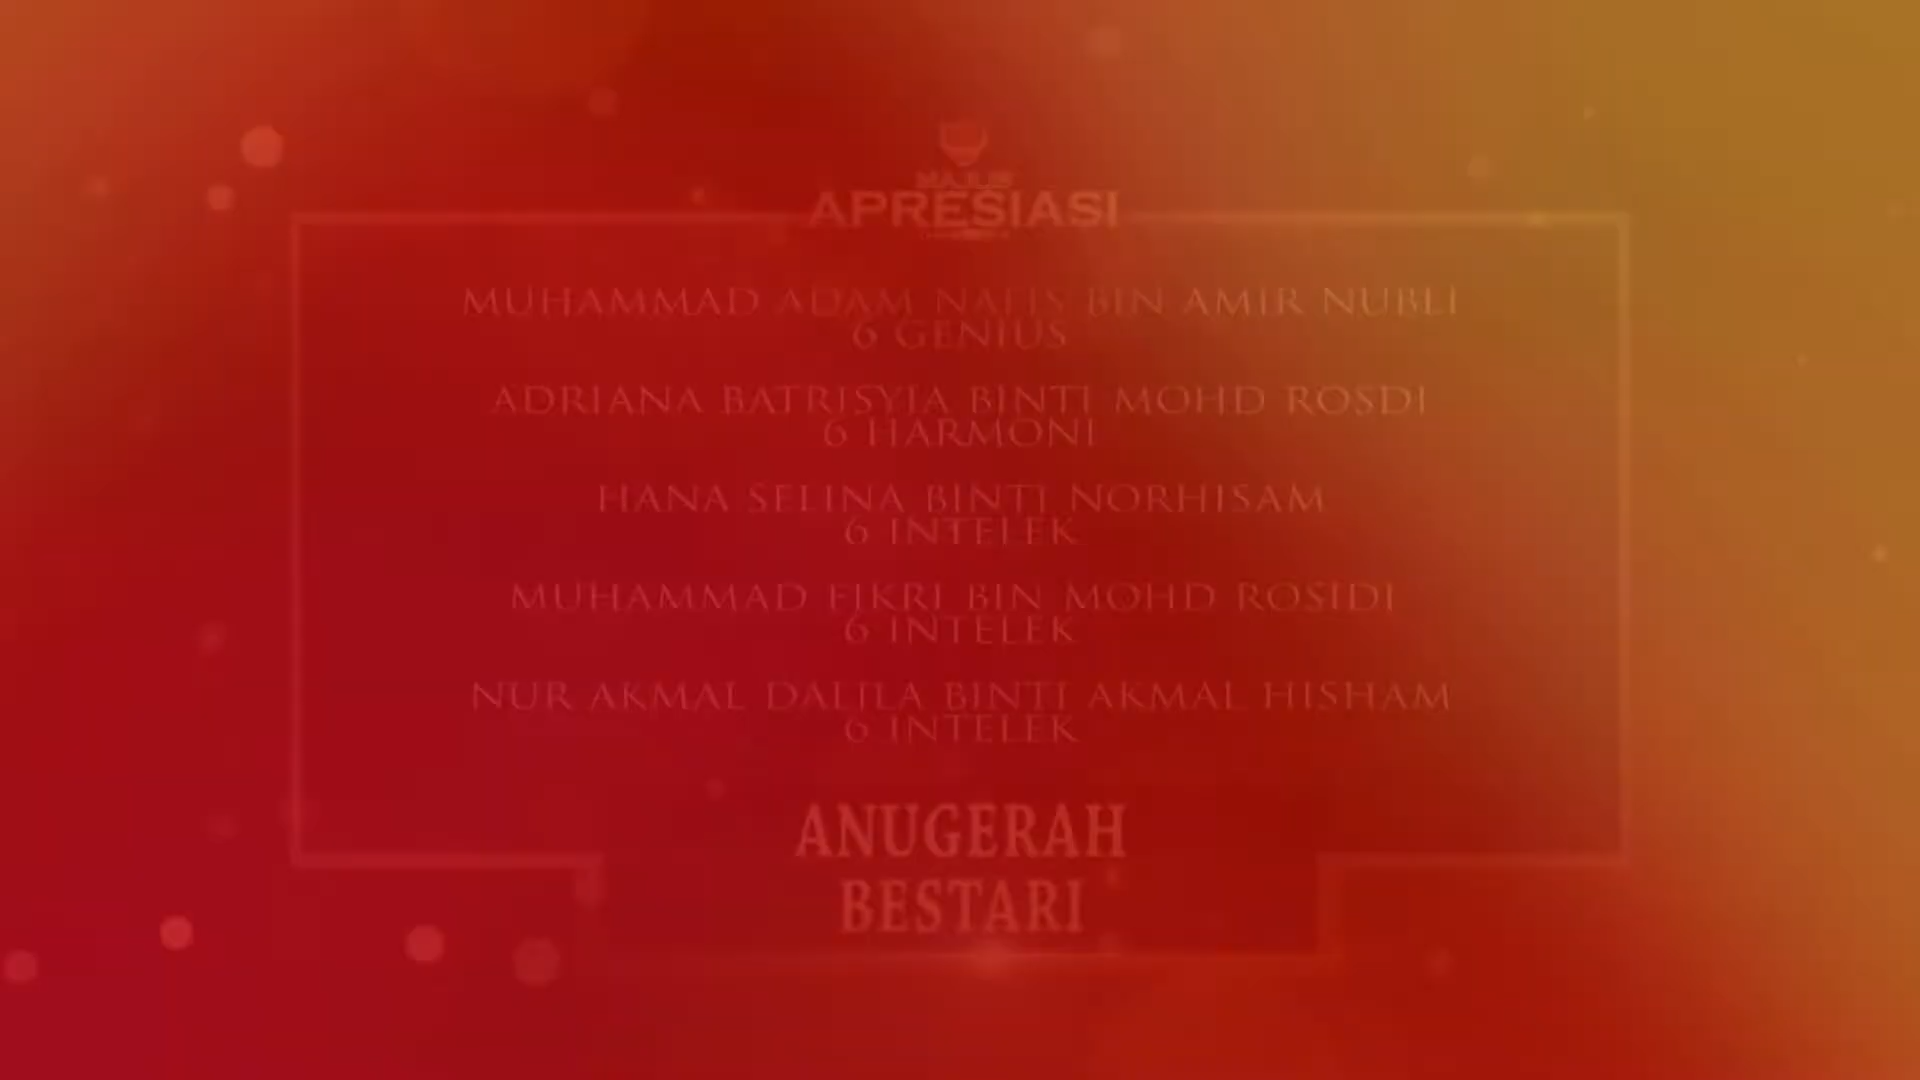 MAJLIS
APRESIASI
MUHAMMAD ADAM NAFIS BIN AMIR NUBLI
6 GENIUS
ADRIANA BATRISYIA BINTI MOHD ROSDI
6 HARMONI
HANA SELINA BINTI NORHISAM
6 INTELEK
MUHAMMAD FIKRI BIN MOHD ROSIDI
6 INTELEK
NUR AKMAL DALILA BINTI AKMAL HISHAM
6 INTELEK
ANUGERAH
BESTARI